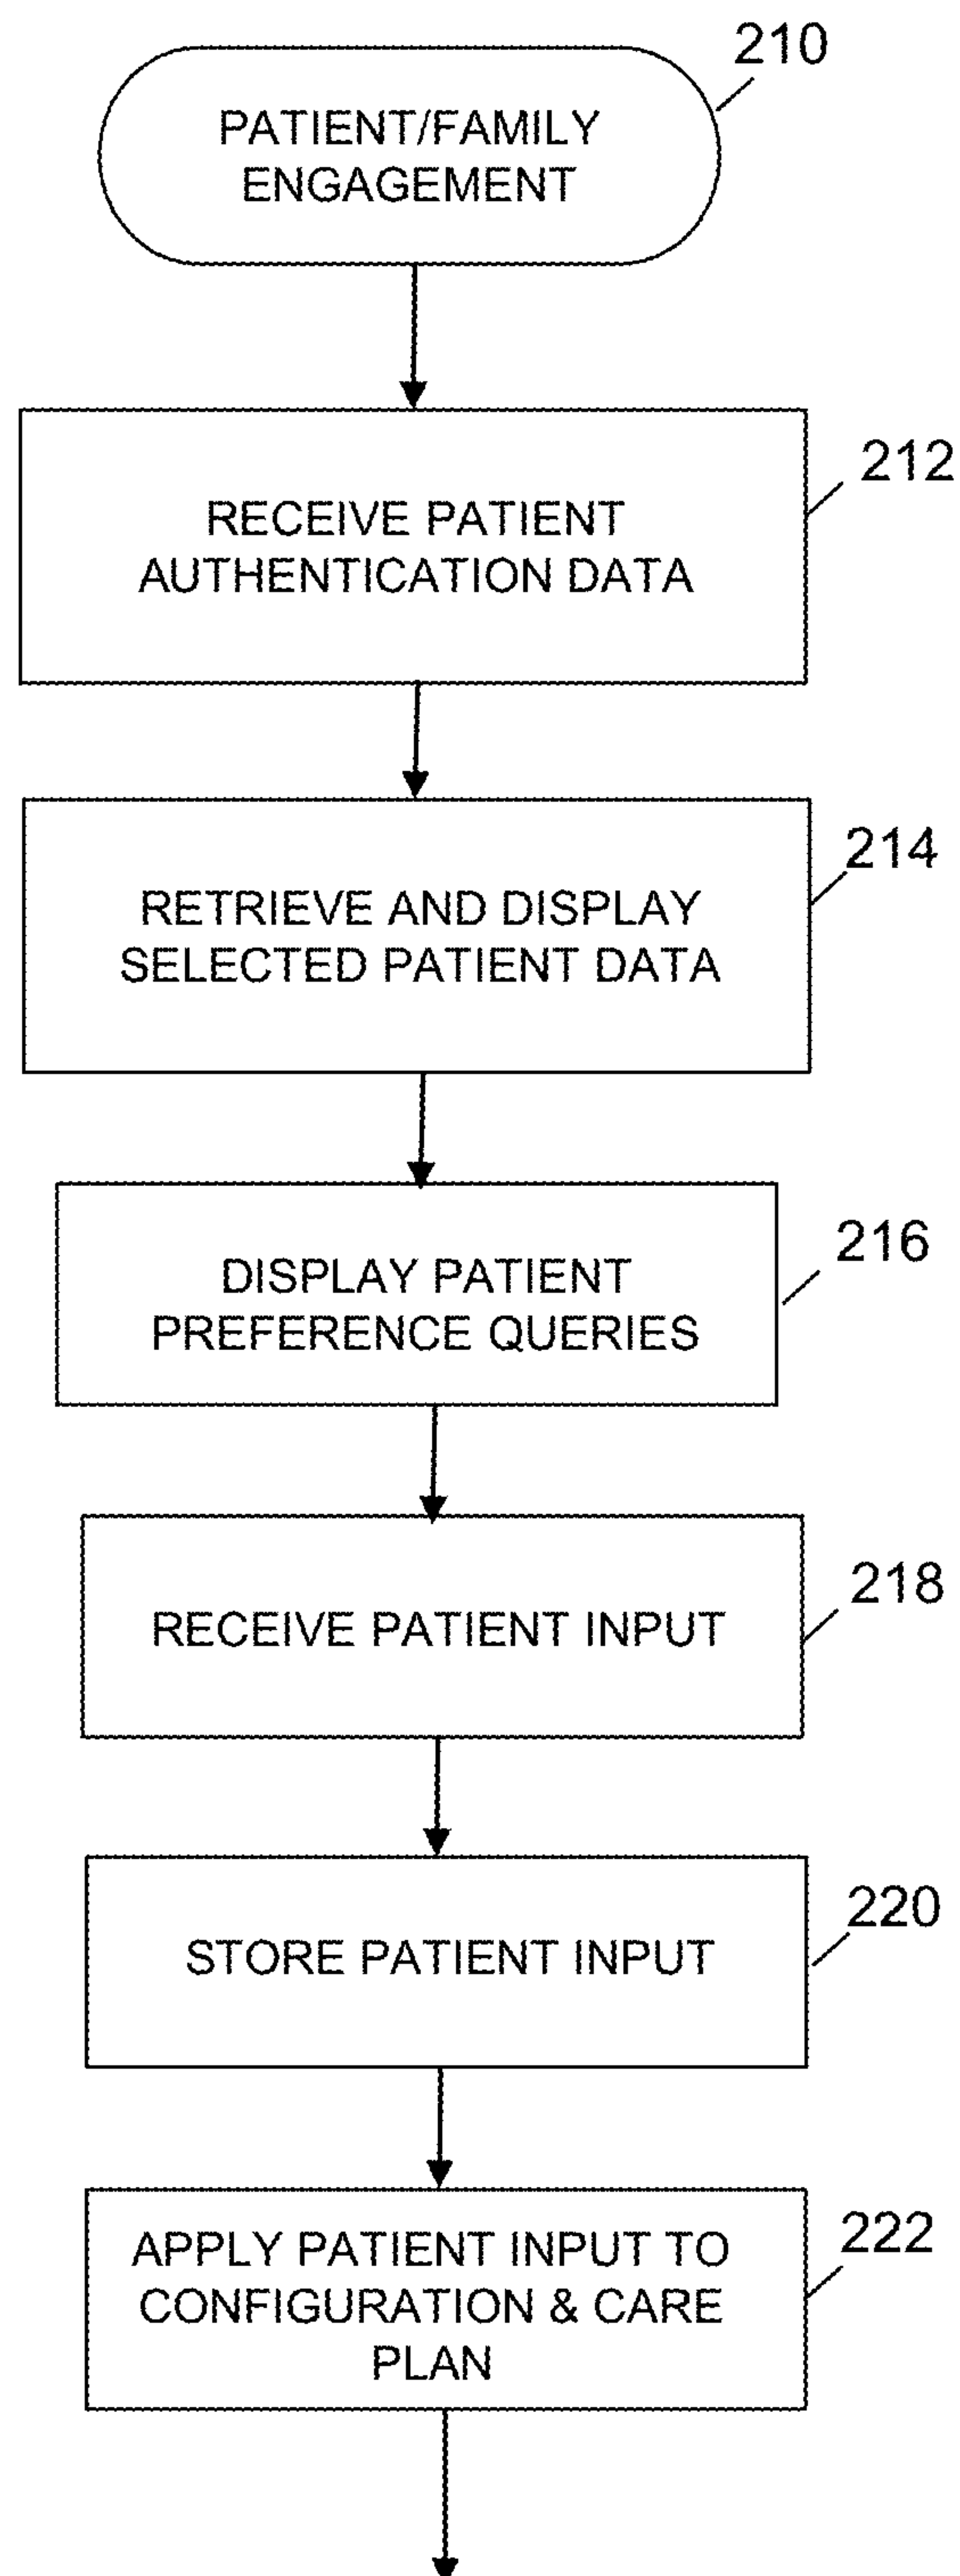 210
PATIENT/FAMILY
ENGAGEMENT
212
RECEIVE PATIENT
AUTHENTICATION DATA
214
RETRIEVE AND DISPLAY
SELECTED PATIENT DATA
216
DISPLAY PATIENT
PREFERENCE QUERIES
218
RECEIVE PATIENT INPUT
220
STORE PATIENT INPUT
222
APPLY PATIENT INPUT TO
CONFIGURATION & CARE
PLAN